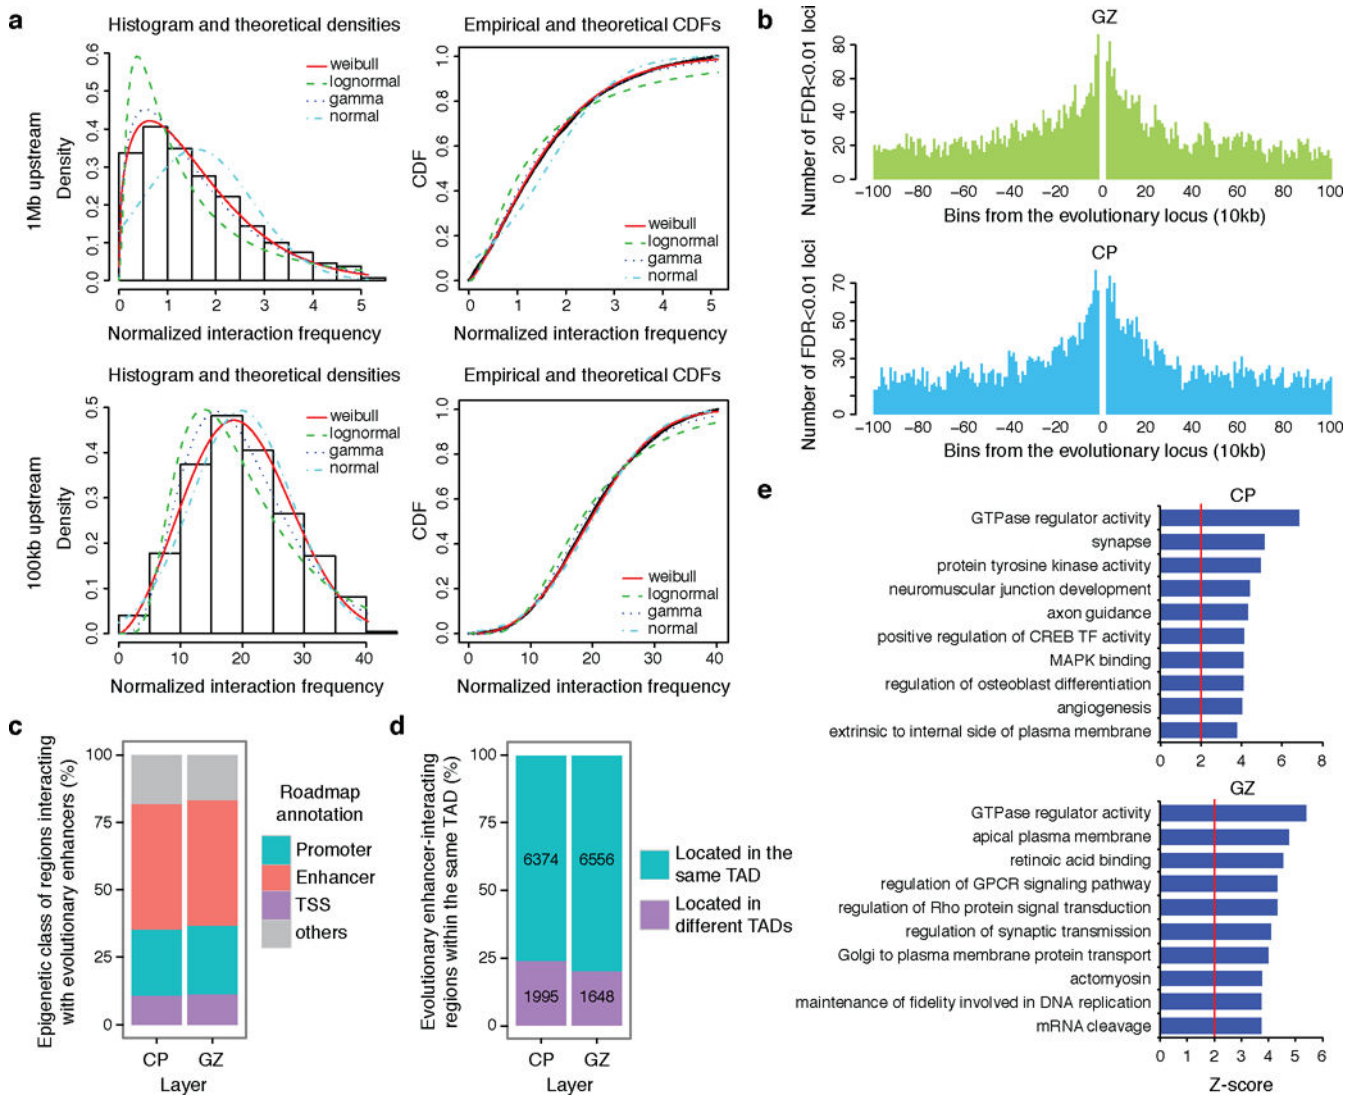 a
Histogram and theoretical densities
1Mb upstream
Density
0.0 0.1 0.2 0.3 0.4 0.5 0.6
weibull
lognormal
gamma
normal
0 1 2 3 4 5
Normalized interaction frequency
Empirical and theoretical CDFs
CDF
0.0 0.2 0.4 0.6 0.8 1.0
weibull
lognormal
gamma
normal
0 1 2 3 4 5
Normalized interaction frequency
Histogram and theoretical densities
100kb upstream
Density
0.0 0.1 0.2 0.3 0.4 0.5
weibull
lognormal
gamma
normal
0 10 20 30 40
Normalized interaction frequency
Empirical and theoretical CDFs
CDF
0.0 0.2 0.4 0.6 0.8 1.0
weibull
lognormal
gamma
normal
0 10 20 30 40
Normalized interaction frequency
b
GZ
Number of FDR<0.01 loci
0 20 40 60 80
−100 −60 −40 −20 0 20 40 60 80 100
Bins from the evolutionary locus (10kb)
CP
Number of FDR<0.01 loci
0 10 30 50 70
−100 −60 −40 −20 0 20 40 60 80 100
Bins from the evolutionary locus (10kb)
c
Epigenetic class of regions interacting
with evolutionary enhancers (%)
100
75
50
25
0
CP GZ
Layer
Roadmap
annotation
Promoter
Enhancer
TSS
others
d
Evolutionary enhancer-interacting
regions within the same TAD (%)
100
75
50
25
0
6374 6556
1995 1648
CP GZ
Layer
Located in the
same TAD
Located in
different TADs
e
CP
GTPase regulator activity
synapse
protein tyrosine kinase activity
neuromuscular junction development
axon guidance
positive regulation of CREB TF activity
MAPK binding
regulation of osteoblast differentiation
angiogenesis
extrinsic to internal side of plasma membrane
0 2 4 6 8
GZ
GTPase regulator activity
apical plasma membrane
retinoic acid binding
regulation of GPCR signaling pathway
regulation of Rho protein signal transduction
regulation of synaptic transmission
Golgi to plasma membrane protein transport
actomyosin
maintenance of fidelity involved in DNA replication
mRNA cleavage
0 1 2 3 4 5 6
Z-score